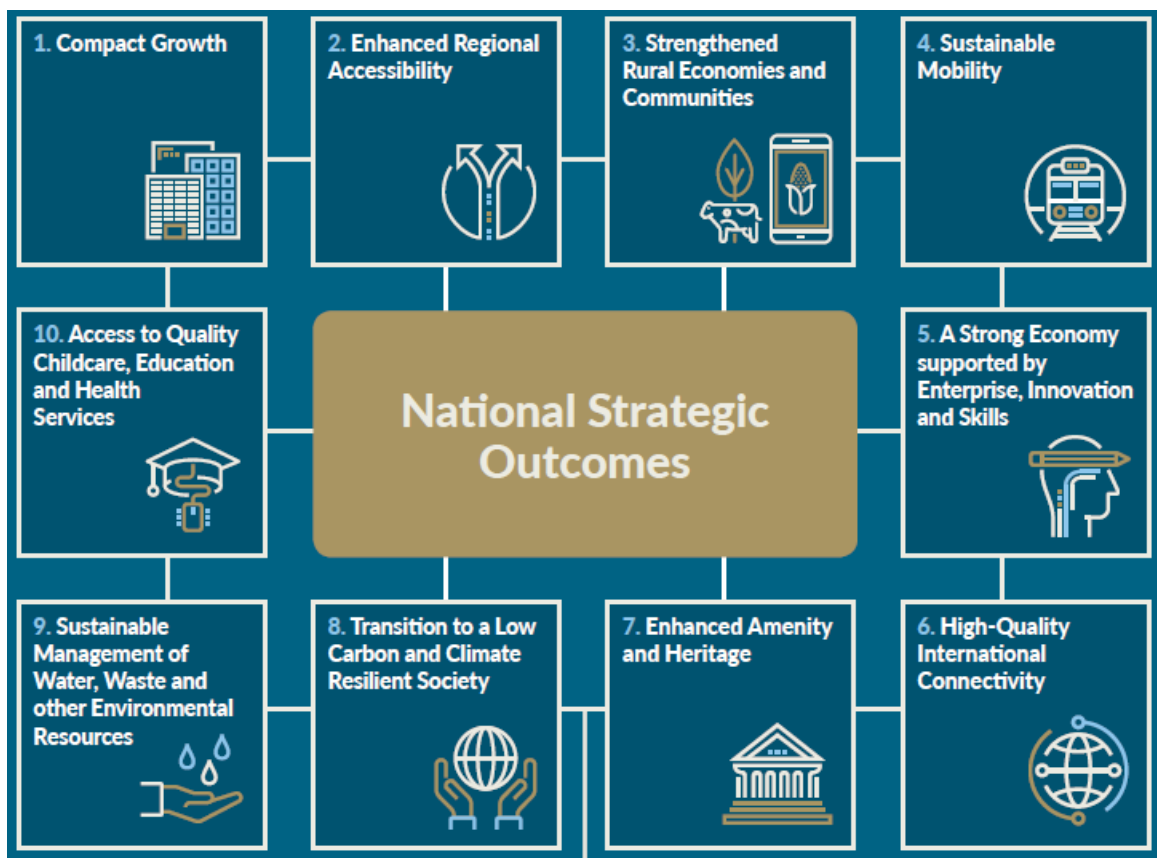 1. Compact Growth
2. Enhanced Regional
Accessibility
3. Strengthened
Rural Economies and
Communities
4. Sustainable
Mobility
10. Access to Quality
Childcare, Education
and Health
Services
National Strategic
Outcomes
5. A Strong Economy
supported by
Enterprise, Innovation
and Skills
9. Sustainable
Management of
Water, Waste and
other Environmental
Resources
8. Transition to a Low
Carbon and Climate
Resilient Society
7. Enhanced Amenity
and Heritage
6. High-Quality
International
Connectivity